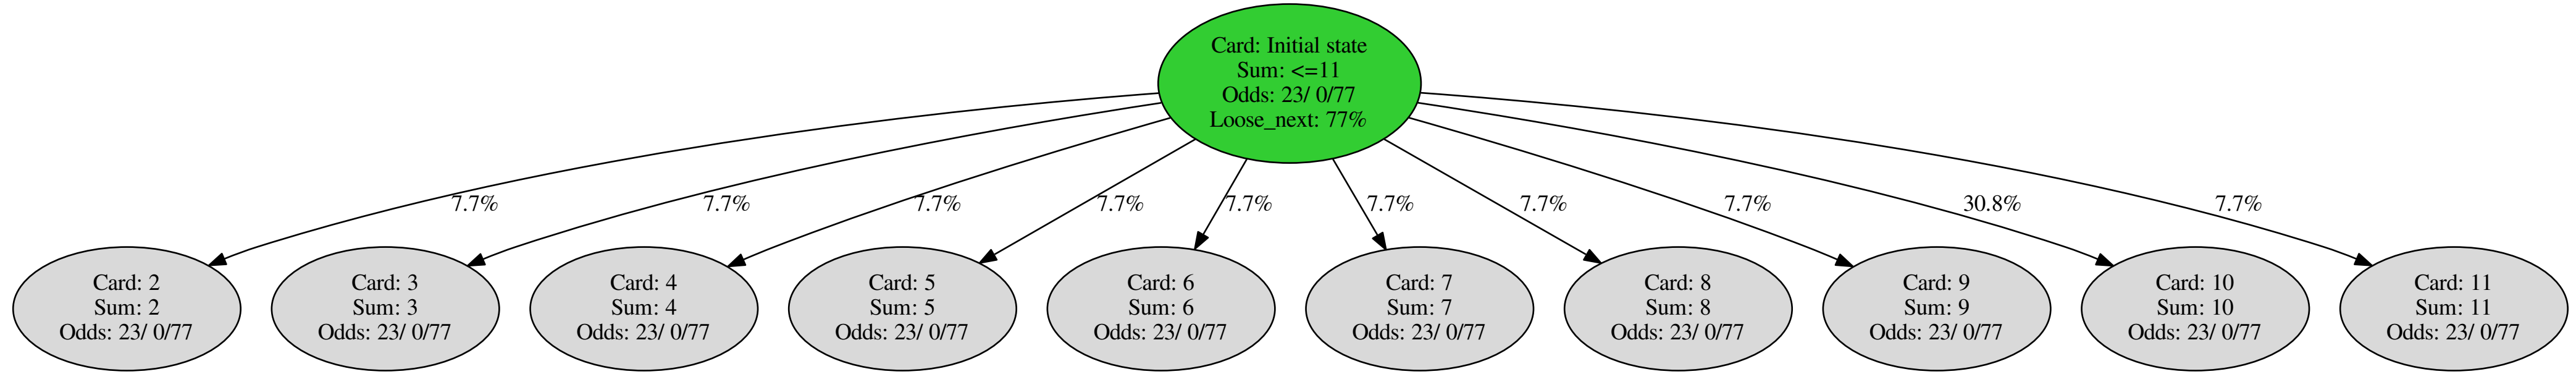 Card: Initial state
Sum: <=11
Odds: 23/ 0/77
Loose_next: 77%
7.7%
7.7%
7.7%
7.7%
7.7%
7.7%
7.7%
7.7%
30.8%
7.7%
Card: 2
Sum: 2
Odds: 23/ 0/77
Card: 3
Sum: 3
Odds: 23/ 0/77
Card: 4
Sum: 4
Odds: 23/ 0/77
Card: 5
Sum: 5
Odds: 23/ 0/77
Card: 6
Sum: 6
Odds: 23/ 0/77
Card: 7
Sum: 7
Odds: 23/ 0/77
Card: 8
Sum: 8
Odds: 23/ 0/77
Card: 9
Sum: 9
Odds: 23/ 0/77
Card: 10
Sum: 10
Odds: 23/ 0/77
Card: 11
Sum: 11
Odds: 23/ 0/77